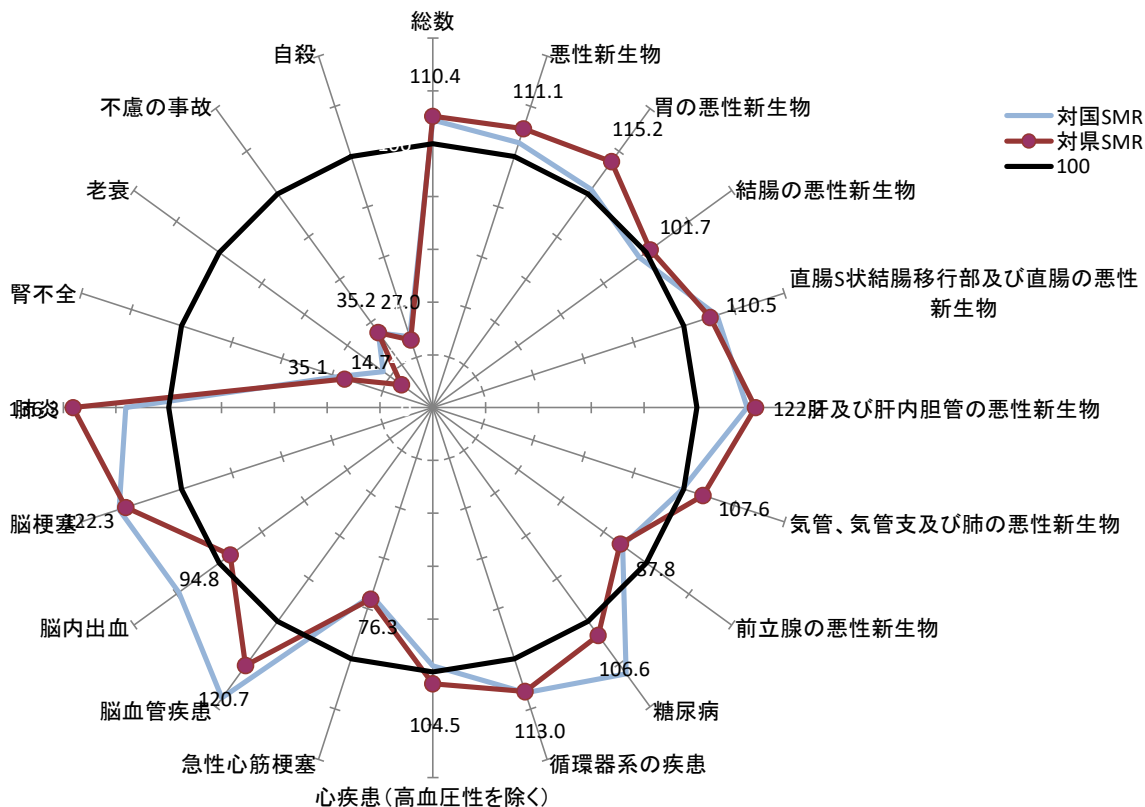 総数
自殺
悪性新生物
110.4
111.1
不慮の事故
胃の悪性新生物
115.2
対国SMR
対県SMR
100
老衰
結腸の悪性新生物
101.7
腎不全
直腸S状結腸移行部及び直腸の悪性
新生物
35.2
27.0
110.5
35.1
14.7
肺炎
136.3
122.2
肝及び肝内胆管の悪性新生物
脳梗塞
122.3
107.6
気管、気管支及び肺の悪性新生物
94.8
87.8
脳内出血
76.3
前立腺の悪性新生物
脳血管疾患
120.7
106.6
糖尿病
104.5
113.0
急性心筋梗塞
循環器系の疾患
心疾患(高血圧性を除く)